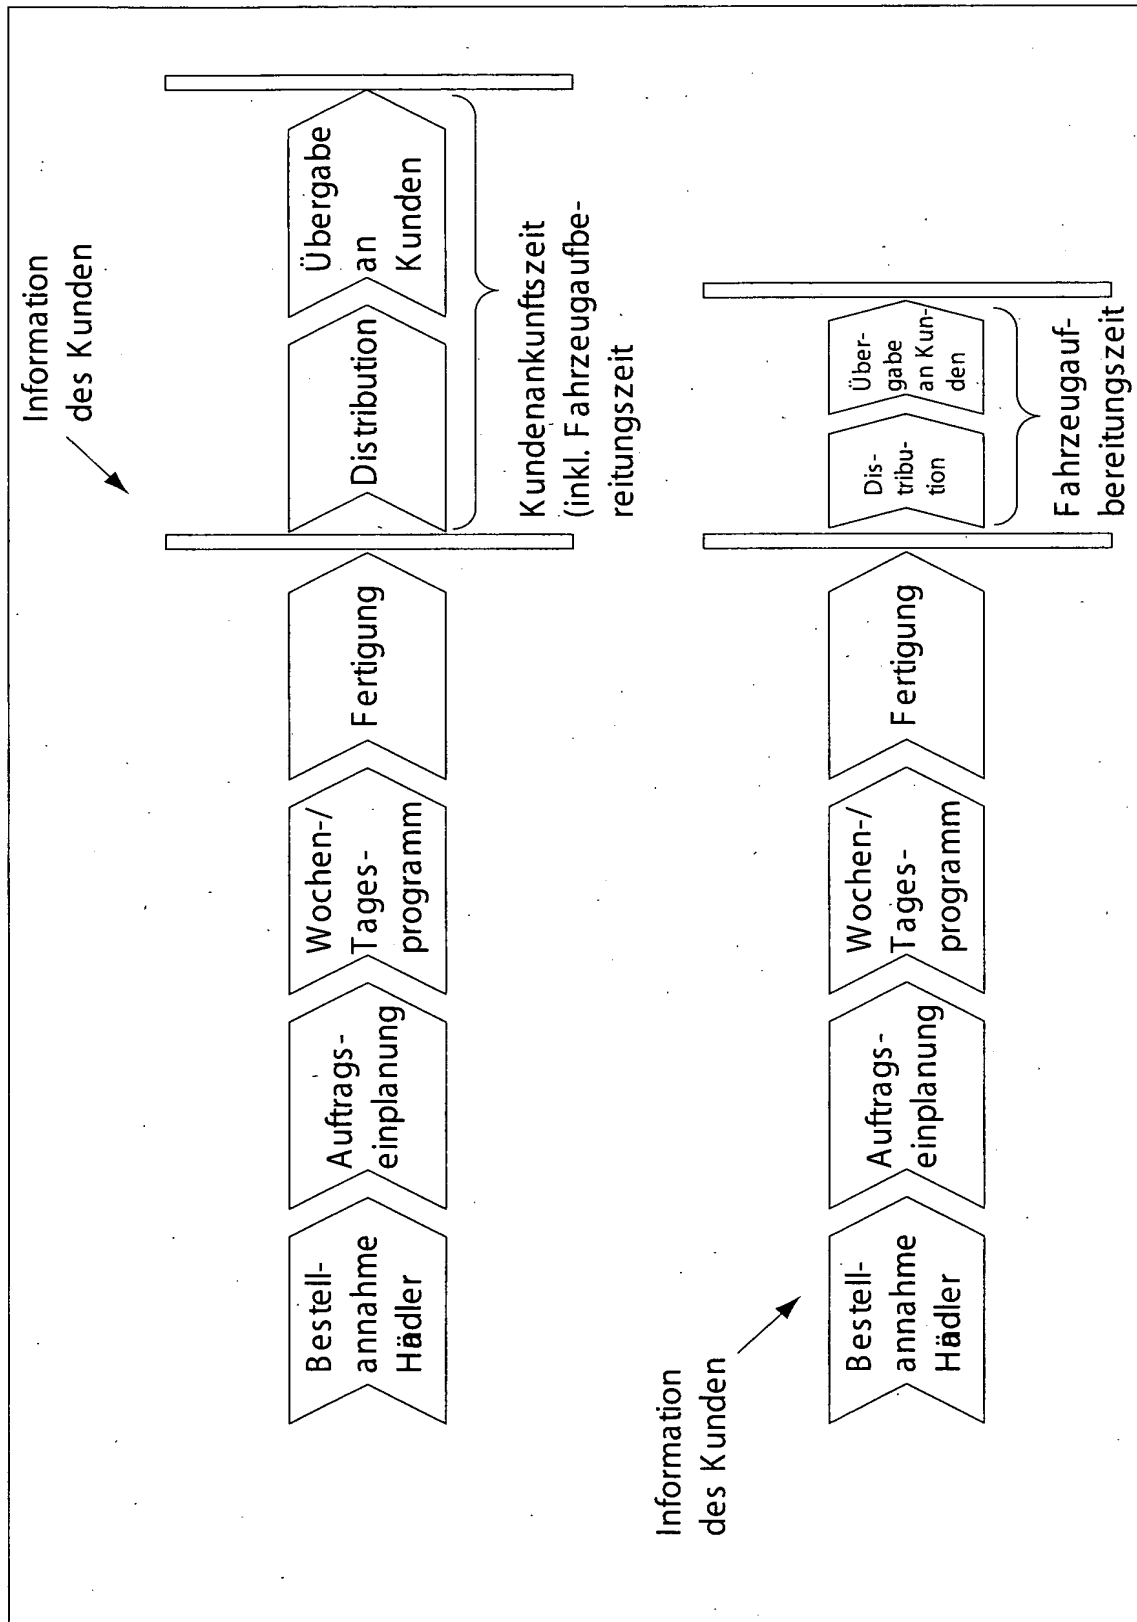 Information
des Kunden
Bestell-
annahme
Hädler
Auftrags-
einplanung
Wochen-/
Tages-
programm
Fertigung
Distribution
Übergabe
an
Kunden
Kundenankunftszeit
(inkl. Fahrzeugaufbe-
reitungszeit
Information
des Kunden
Bestell-
annahme
Hädler
Auftrags-
einplanung
Wochen-/
Tages-
programm
Fertigung
Dis-
tribu-
tion
Über-
gabe
an Kun-
den
Fahrzeugauf-
bereitungszeit